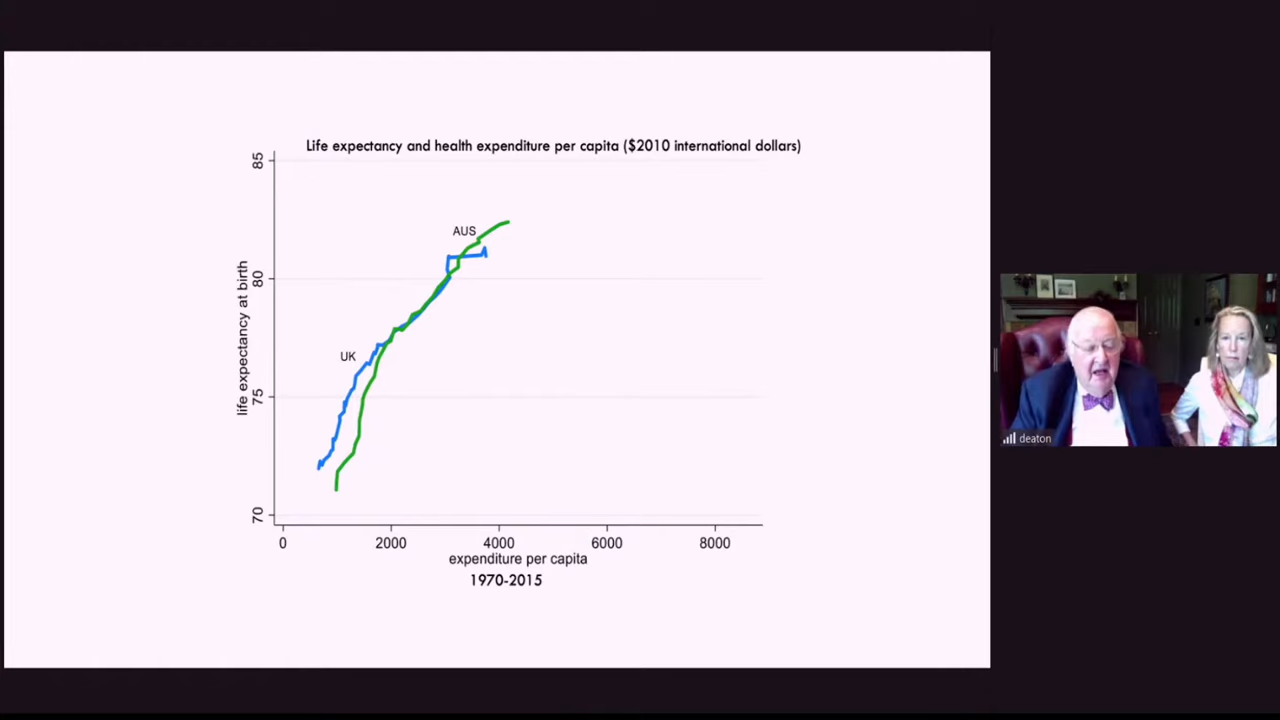 Life expectancy and health expenditure per capita ($2010 international dollars)
85
80
75
70
life expectancy at birth
AUS
UK
0 2000 4000 6000 8000
expenditure per capita
1970-2015
deaton